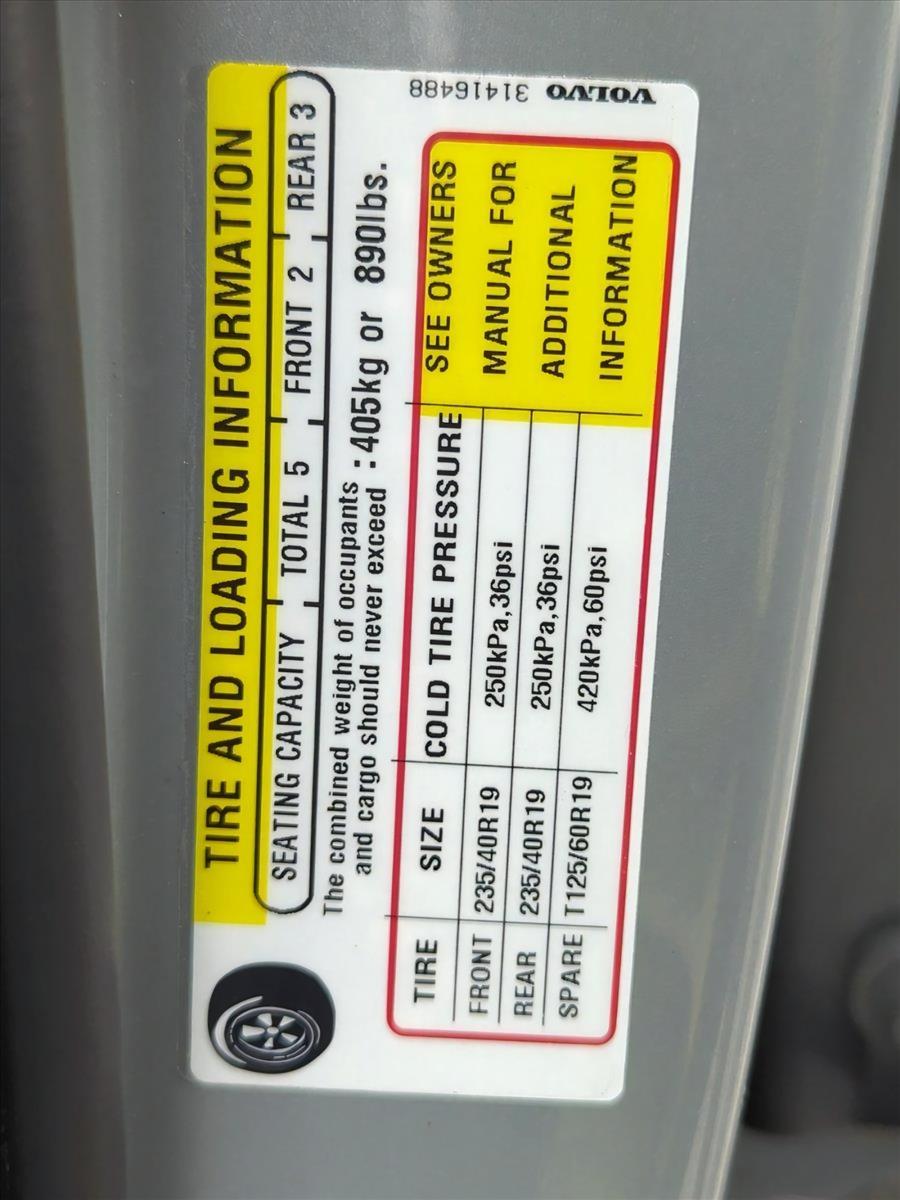 TIRE AND LOADING INFORMATION
SEATING CAPACITY TOTAL 5 FRONT 2 REAR 3
The combined weight of occupants and cargo should never exceed : 405kg or 890lbs.
TIRE SIZE COLD TIRE PRESSURE SEE OWNERS
FRONT 235/40R19 250kPa,36psi MANUAL FOR
REAR 235/40R19 250kPa,36psi ADDITIONAL
SPARE T125/60R19 420kPa,60psi INFORMATION
VOLVO 31416488